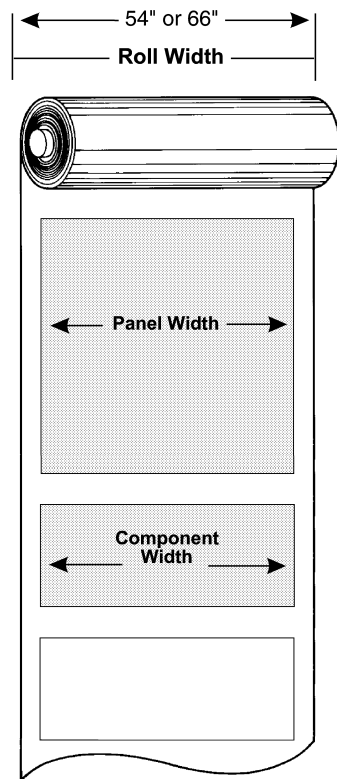 54" or 66"
Roll Width
Panel Width
Component
Width